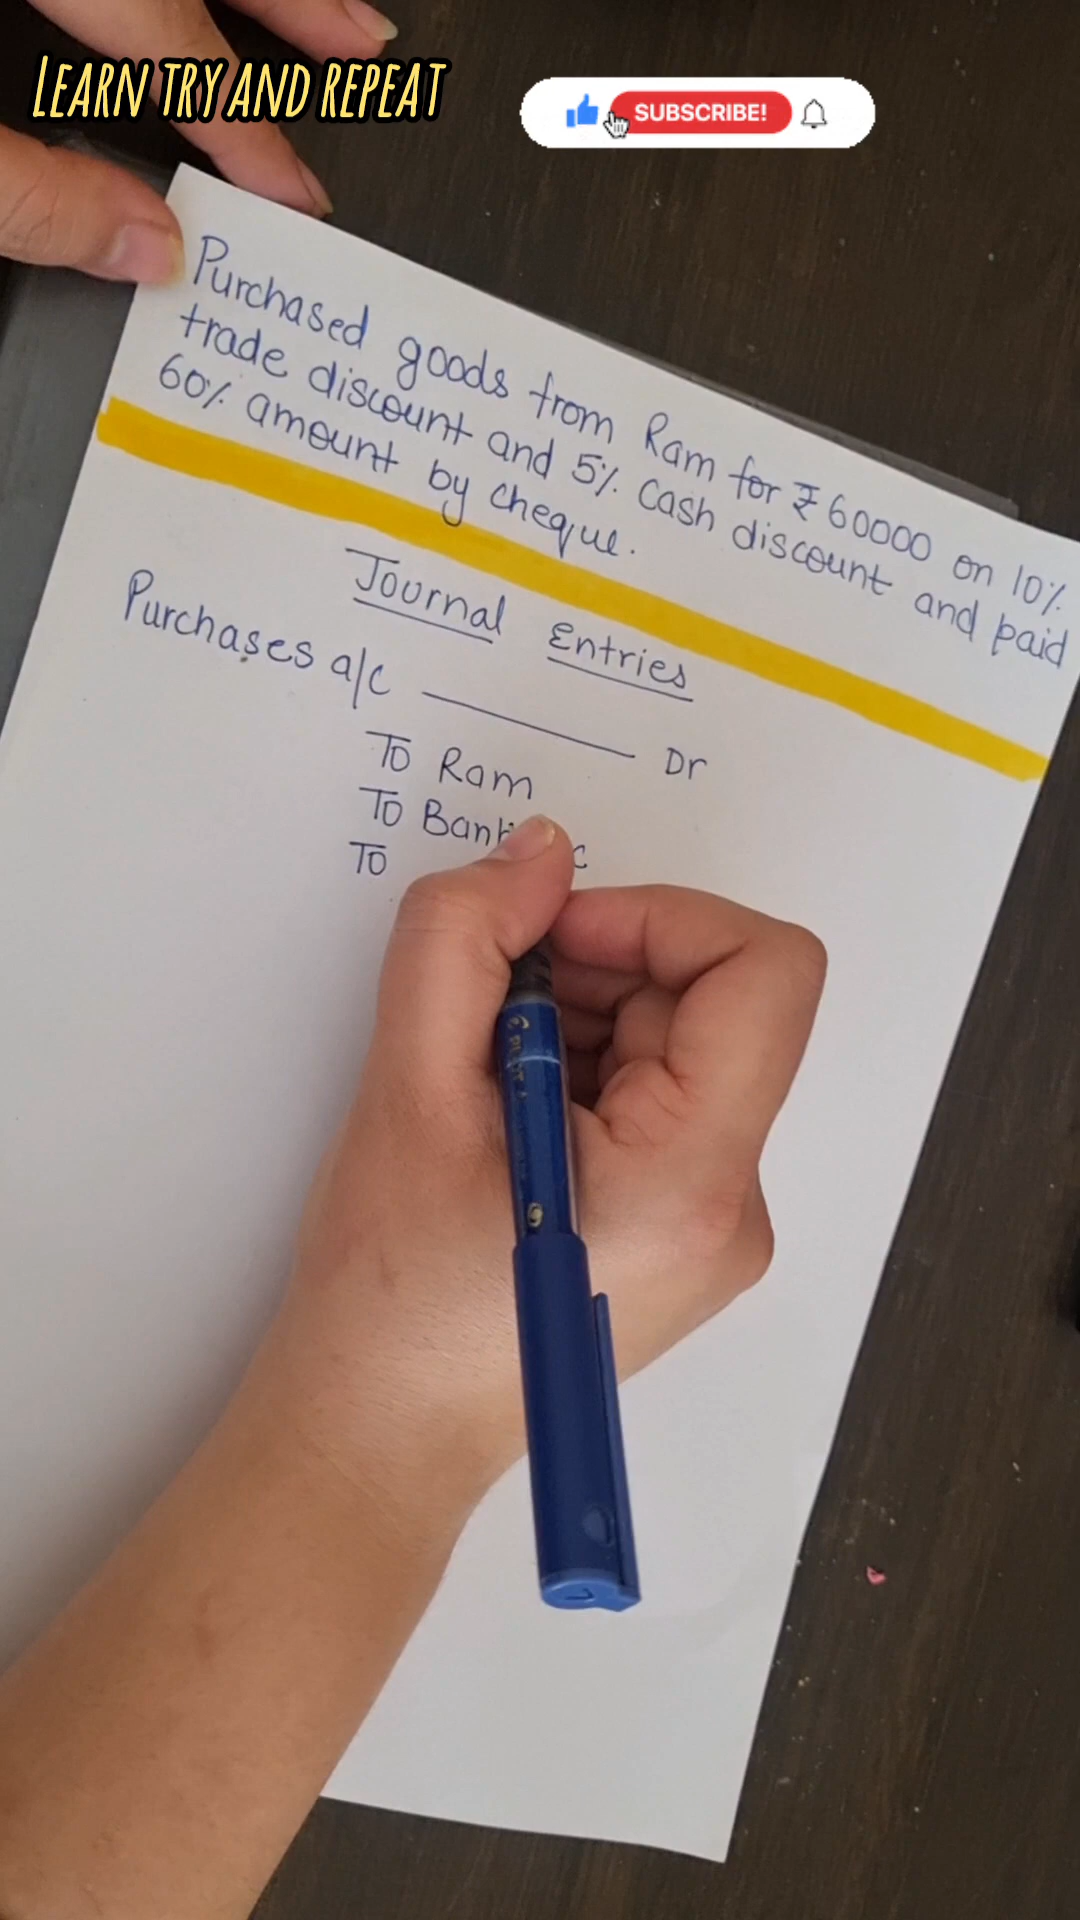 LEARN TRY AND REPEAT
SUBSCRIBE!
Purchased goods from Ram for ₹60000 on 10%
trade discount and 5% cash discount and paid
60% amount by cheque.
Journal Entries
Purchases a/c Dr
To Ram
To
To